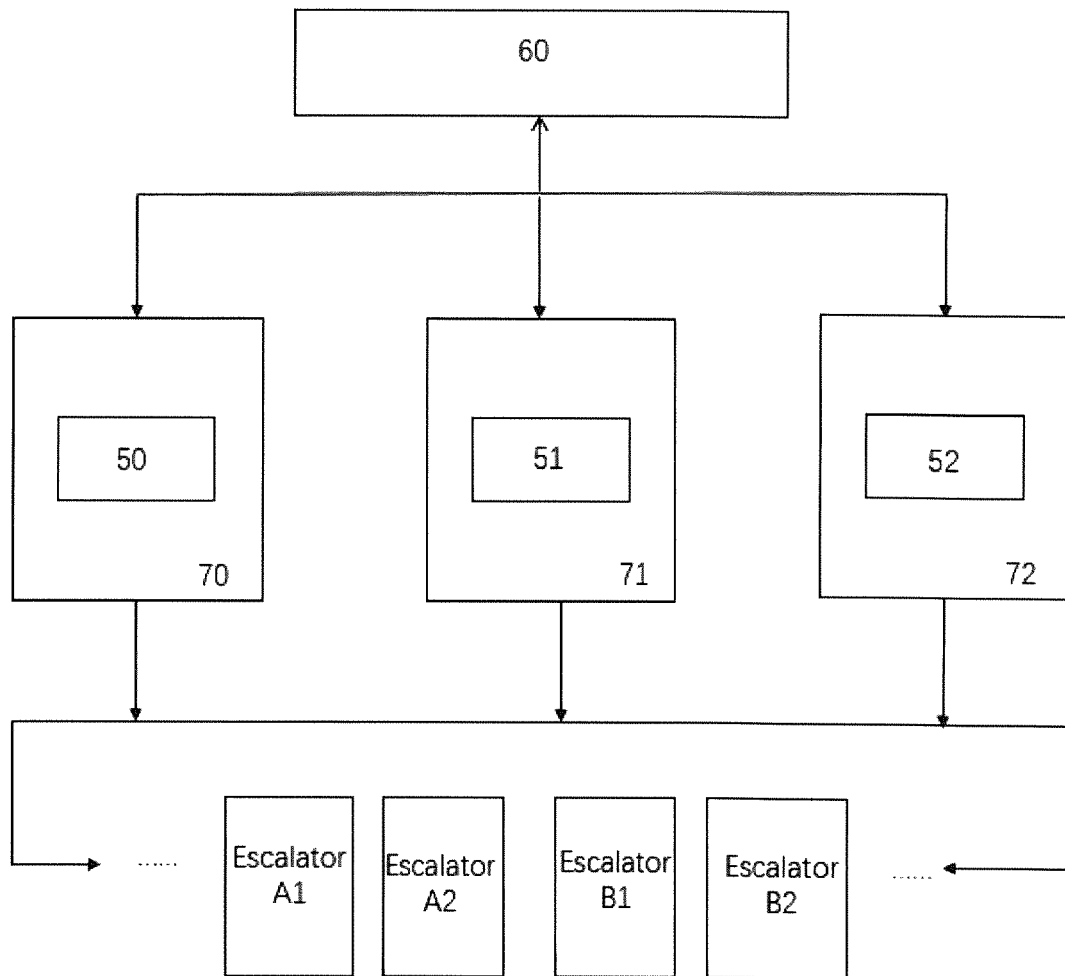 60
50
51
52
70
71
72
......
Escalator
A1
Escalator
A2
Escalator
B1
Escalator
B2
......